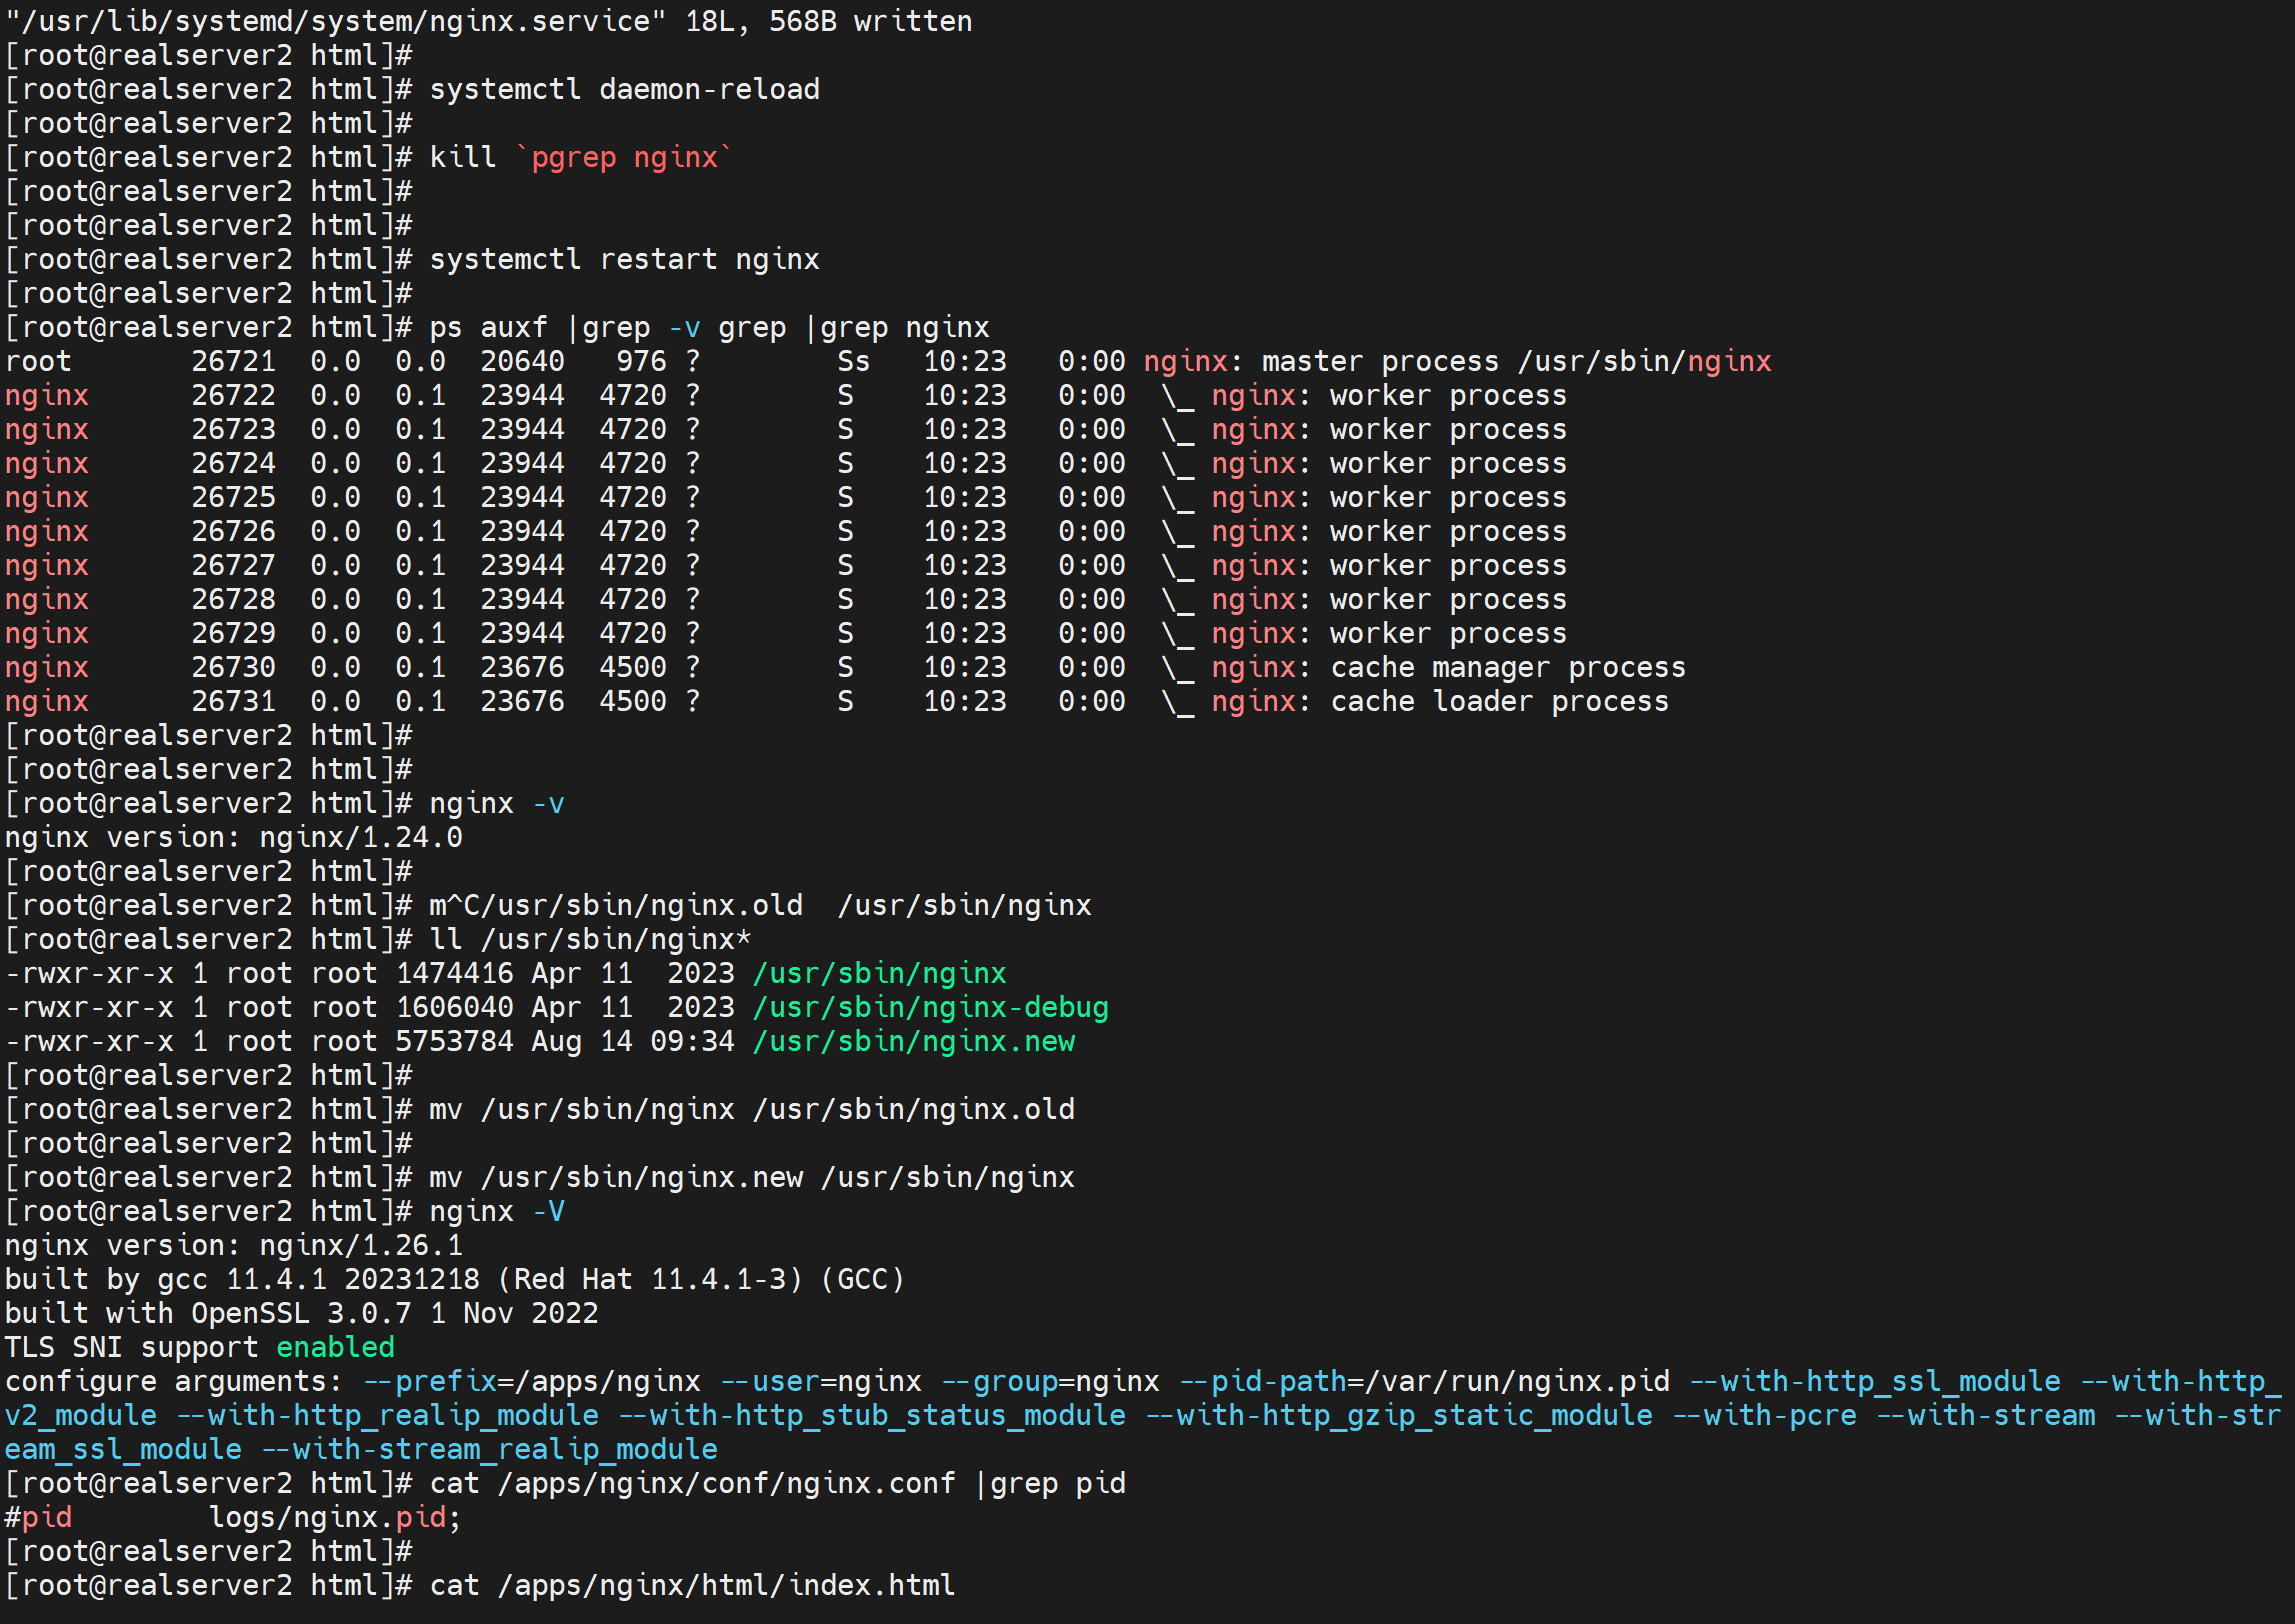 "/usr/lib/systemd/system/nginx.service" 18L, 568B written
[root@realserver2 html]#
[root@realserver2 html]# systemctl daemon-reload
[root@realserver2 html]#
[root@realserver2 html]# kill `pgrep nginx`
[root@realserver2 html]#
[root@realserver2 html]#
[root@realserver2 html]# systemctl restart nginx
[root@realserver2 html]#
[root@realserver2 html]# ps auxf |grep -v grep |grep nginx
root       26721  0.0  0.0  20640   976 ?        Ss   10:23   0:00 nginx: master process /usr/sbin/nginx
nginx      26722  0.0  0.1  23944  4720 ?        S    10:23   0:00  \_ nginx: worker process
nginx      26723  0.0  0.1  23944  4720 ?        S    10:23   0:00  \_ nginx: worker process
nginx      26724  0.0  0.1  23944  4720 ?        S    10:23   0:00  \_ nginx: worker process
nginx      26725  0.0  0.1  23944  4720 ?        S    10:23   0:00  \_ nginx: worker process
nginx      26726  0.0  0.1  23944  4720 ?        S    10:23   0:00  \_ nginx: worker process
nginx      26727  0.0  0.1  23944  4720 ?        S    10:23   0:00  \_ nginx: worker process
nginx      26728  0.0  0.1  23944  4720 ?        S    10:23   0:00  \_ nginx: worker process
nginx      26729  0.0  0.1  23944  4720 ?        S    10:23   0:00  \_ nginx: worker process
nginx      26730  0.0  0.1  23676  4500 ?        S    10:23   0:00  \_ nginx: cache manager process
nginx      26731  0.0  0.1  23676  4500 ?        S    10:23   0:00  \_ nginx: cache loader process
[root@realserver2 html]#
[root@realserver2 html]#
[root@realserver2 html]# nginx -v
nginx version: nginx/1.24.0
[root@realserver2 html]#
[root@realserver2 html]# m^C/usr/sbin/nginx.old  /usr/sbin/nginx
[root@realserver2 html]# ll /usr/sbin/nginx*
-rwxr-xr-x 1 root root 1474416 Apr 11  2023 /usr/sbin/nginx
-rwxr-xr-x 1 root root 1606040 Apr 11  2023 /usr/sbin/nginx-debug
-rwxr-xr-x 1 root root 5753784 Aug 14 09:34 /usr/sbin/nginx.new
[root@realserver2 html]#
[root@realserver2 html]# mv /usr/sbin/nginx /usr/sbin/nginx.old
[root@realserver2 html]#
[root@realserver2 html]# mv /usr/sbin/nginx.new /usr/sbin/nginx
[root@realserver2 html]# nginx -V
nginx version: nginx/1.26.1
built by gcc 11.4.1 20231218 (Red Hat 11.4.1-3) (GCC)
built with OpenSSL 3.0.7 1 Nov 2022
TLS SNI support enabled
configure arguments: --prefix=/apps/nginx --user=nginx --group=nginx --pid-path=/var/run/nginx.pid --with-http_ssl_module --with-http_
v2_module --with-http_realip_module --with-http_stub_status_module --with-http_gzip_static_module --with-pcre --with-stream --with-str
eam_ssl_module --with-stream_realip_module
[root@realserver2 html]# cat /apps/nginx/conf/nginx.conf |grep pid
#pid        logs/nginx.pid;
[root@realserver2 html]#
[root@realserver2 html]# cat /apps/nginx/html/index.html